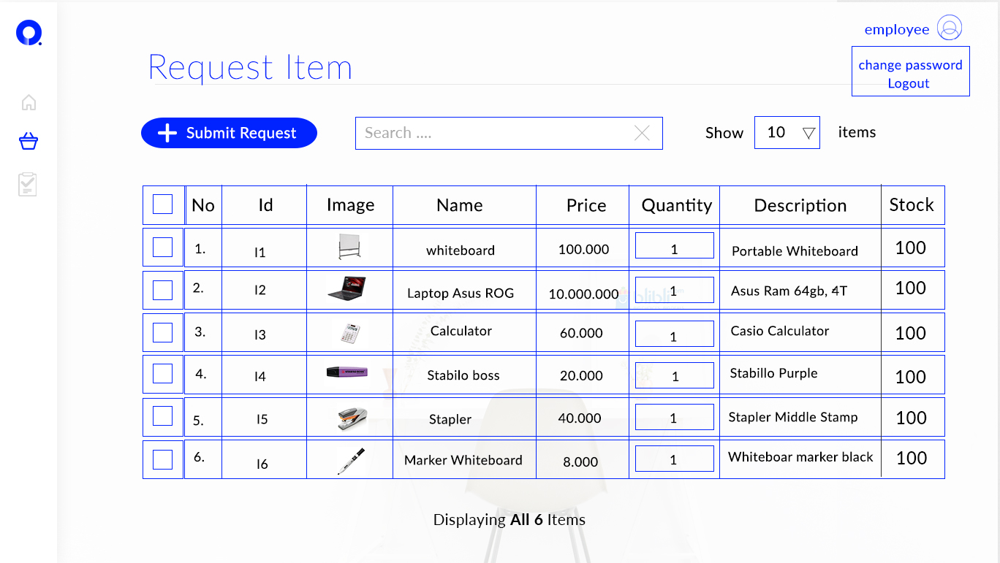 employee
change password
Logout
Request Item
Submit Request
Search ....
Show 10 items
No Id Image Name Price Quantity Description Stock
1. I1 whiteboard 100.000 1 Portable Whiteboard 100
2. I2 Laptop Asus ROG 10.000.000 1 Asus Ram 64gb, 4T 100
3. I3 Calculator 60.000 1 Casio Calculator 100
4. I4 Stabilo boss 20.000 1 Stabillo Purple 100
5. I5 Stapler 40.000 1 Stapler Middle Stamp 100
6. I6 Marker Whiteboard 8.000 1 Whiteboar marker black 100
blibli
Displaying All 6 Items